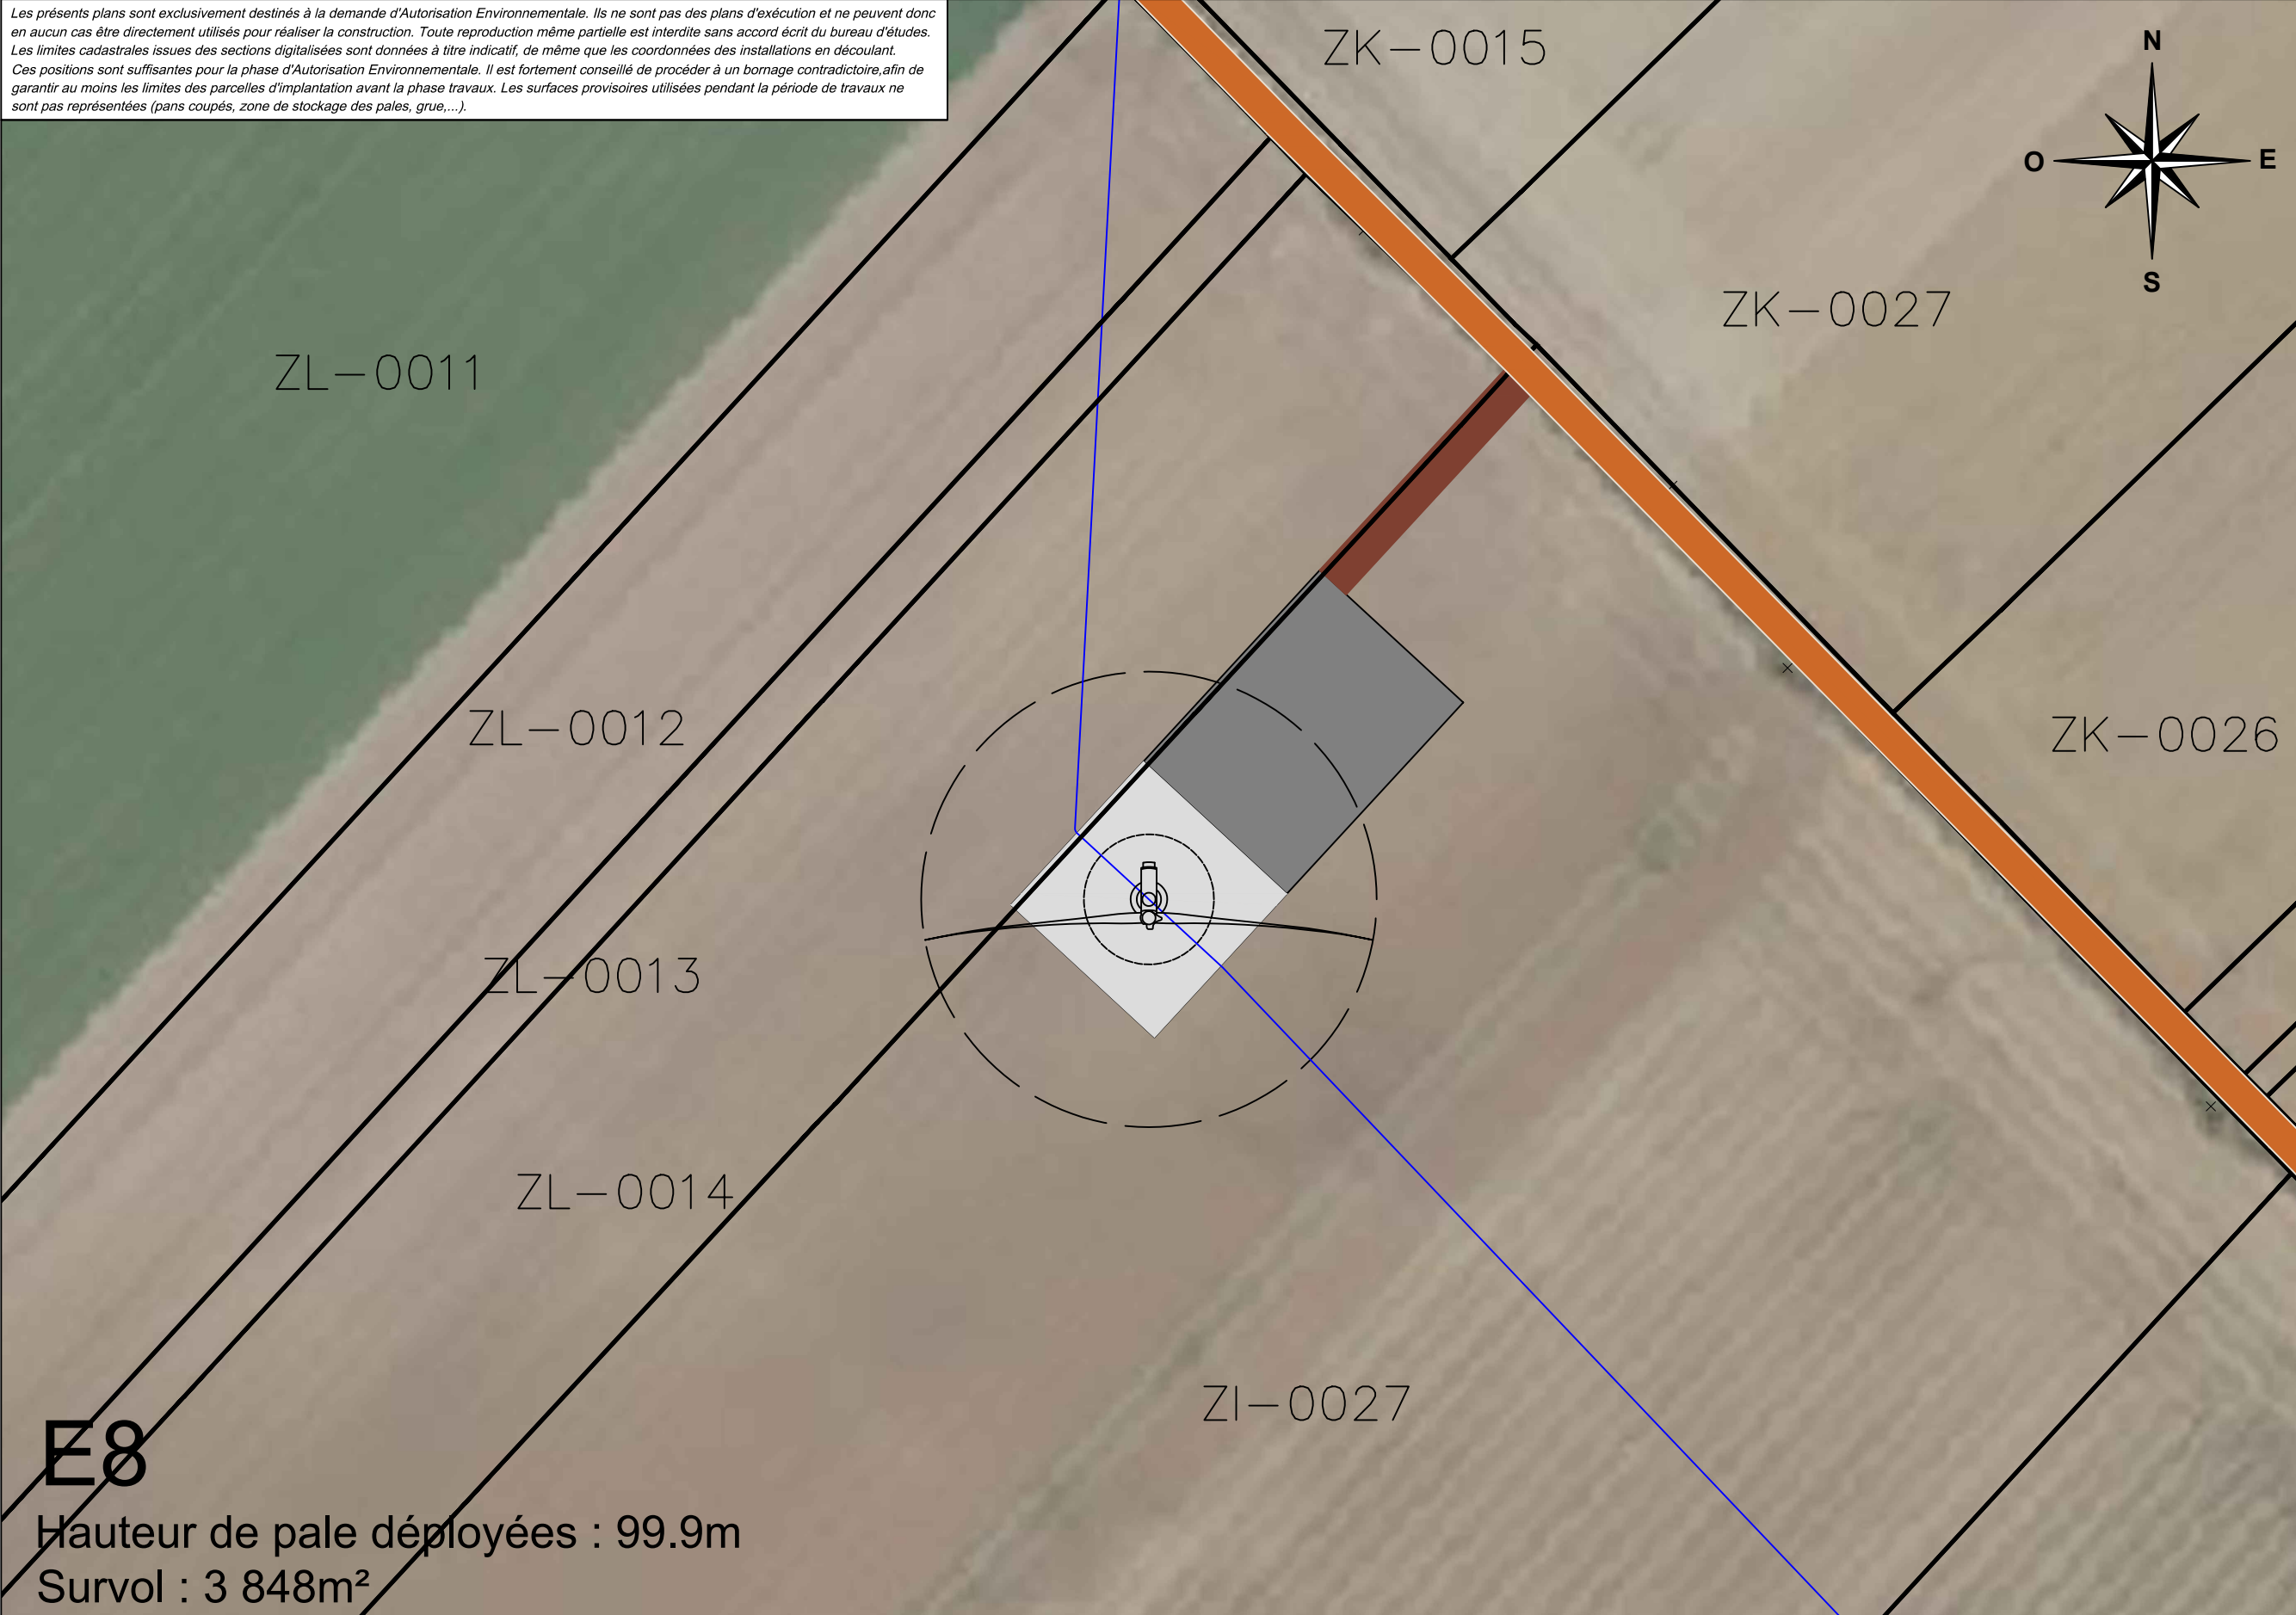 Les présents plans sont exclusivement destinés à la demande d'Autorisation Environnementale. Ils ne sont pas des plans d'exécution et ne peuvent donc
en aucun cas être directement utilisés pour réaliser la construction. Toute reproduction même partielle est interdite sans accord écrit du bureau d'études.
Les limites cadastrales issues des sections digitalisées sont données à titre indicatif, de même que les coordonnées des installations en découlant.
Ces positions sont suffisantes pour la phase d'Autorisation Environnementale. Il est fortement conseillé de procéder à un bornage contradictoire,afin de
garantir au moins les limites des parcelles d'implantation avant la phase travaux. Les surfaces provisoires utilisées pendant la période de travaux ne
sont pas représentées (pans coupés, zone de stockage des pales, grue,...).
ZK-0015
N
O
E
S
ZK-0027
ZL-0011
ZL-0012
ZK-0026
ZL-0013
ZL-0014
ZI-0027
E8
Hauteur de pale déployées : 99.9m
Survol : 3 848m²